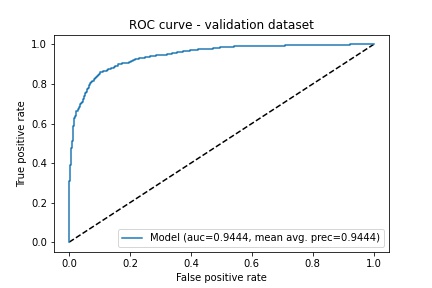 ROC curve - validation dataset
1.0
0.8
0.6
0.4
0.2
0.0
True positive rate
Model (auc=0.9444, mean avg. prec=0.9444)
0.0 0.2 0.4 0.6 0.8 1.0
False positive rate